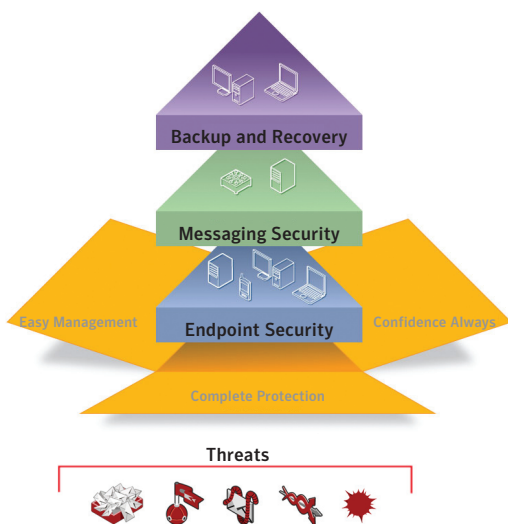 Backup and Recovery
Messaging Security
Easy Management
Endpoint Security
Confidence Always
Complete Protection
Threats